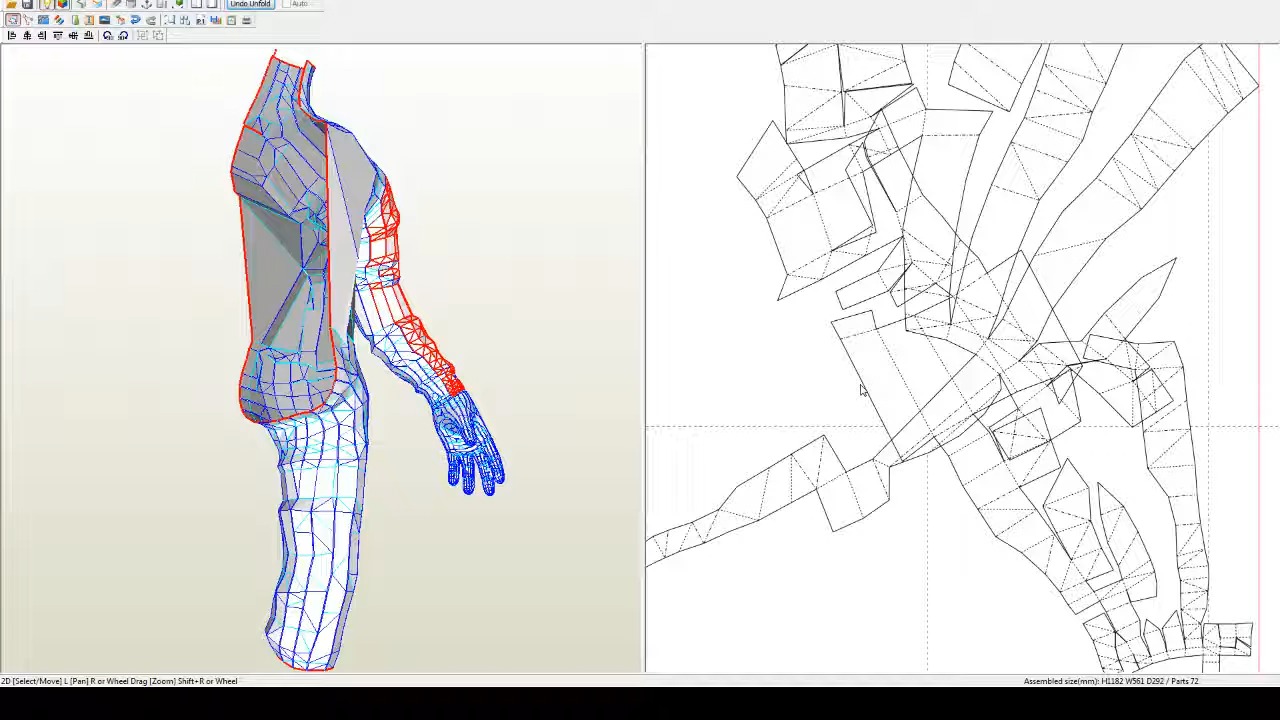 Undo Unfold Auto
2D [Select/Move] L [Pan] R or Wheel Drag [Zoom] Shift+R or Wheel
Assembled size(mm): H1182 W561 D292 / Parts 72